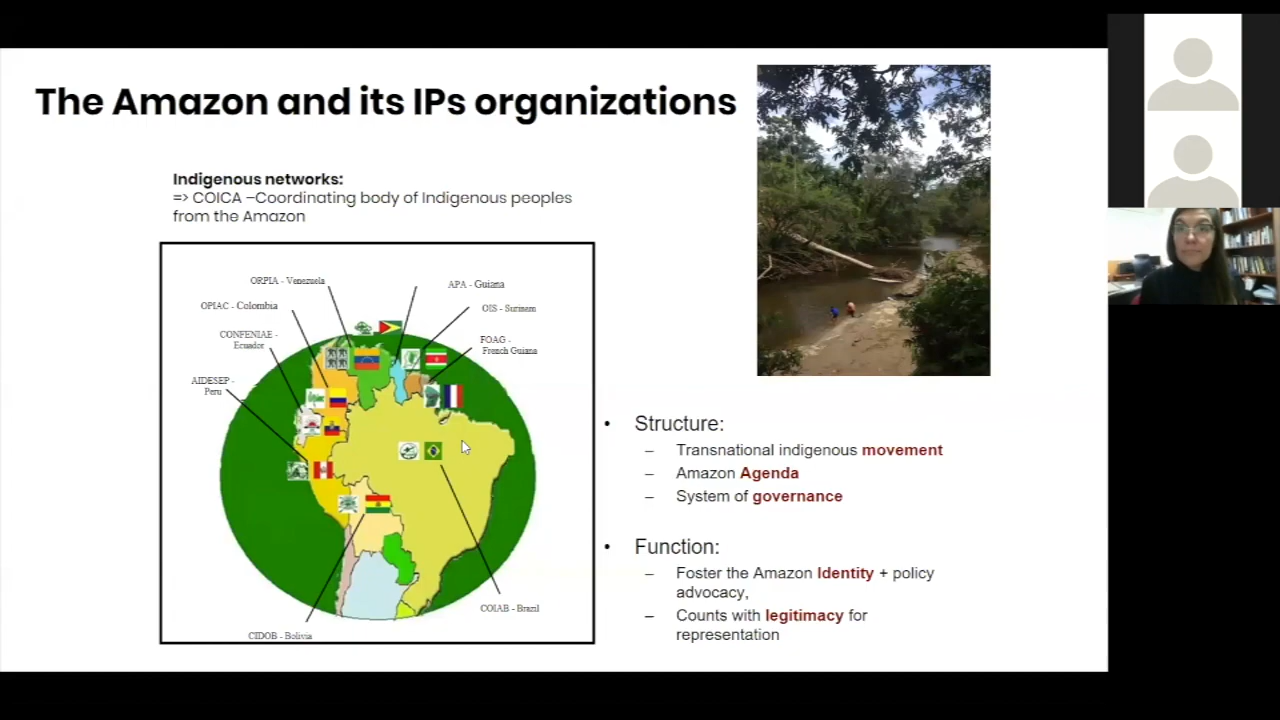 The Amazon and its IPs organizations
Indigenous networks:
=> COICA –Coordinating body of Indigenous peoples
from the Amazon
ORPIA - Venezuela
APA - Guiana
OPIAC - Colombia
OIS - Surinam
CONFENIAE -
Ecuador
FOAG -
French Guiana
AIDESEP -
Peru
COIAB - Brazil
CIDOB - Bolivia
• Structure:
– Transnational indigenous movement
– Amazon Agenda
– System of governance
• Function:
– Foster the Amazon Identity + policy
advocacy,
– Counts with legitimacy for
representation